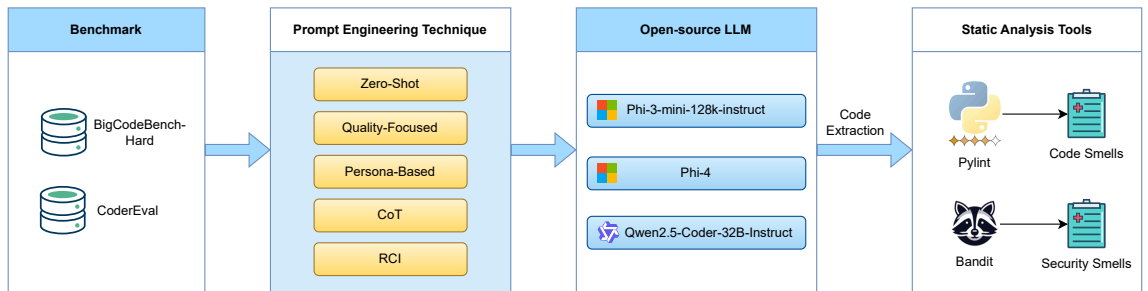 Benchmark
BigCodeBench-
Hard
CoderEval
Prompt Engineering Technique
Zero-Shot
Quality-Focused
Persona-Based
CoT
RCI
Open-source LLM
Phi-3-mini-128k-instruct
Phi-4
Qwen2.5-Coder-32B-Instruct
Code
Extraction
Static Analysis Tools
Pylint
Code Smells
Bandit
Security Smells